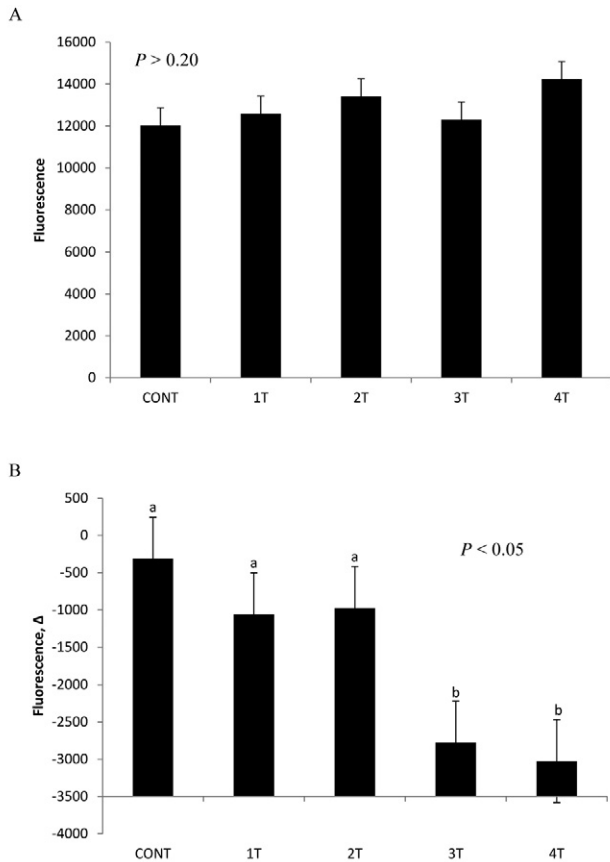 A
P > 0.20
Fluorescence
16000
14000
12000
10000
8000
6000
4000
2000
0
CONT 1T 2T 3T 4T
B
P < 0.05
Fluorescence, Δ
500
0
-500
-1000
-1500
-2000
-2500
-3000
-3500
-4000
a a a b b
CONT 1T 2T 3T 4T